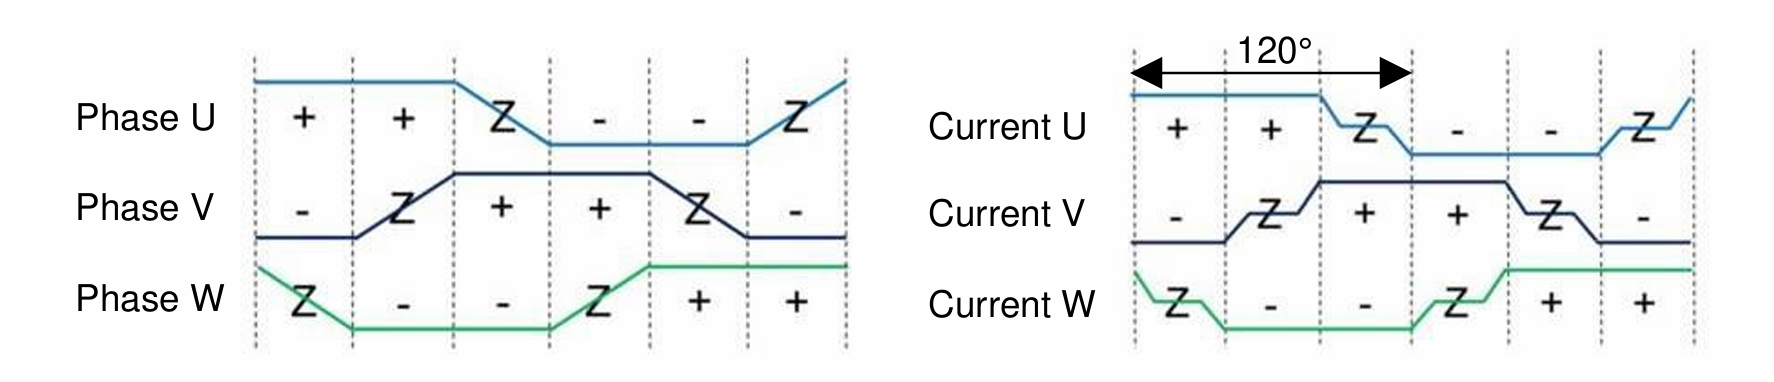 120°
Phase U + + Z - - Z
Phase V - Z + + Z -
Phase W Z - - Z + +
Current U + + Z - - Z
Current V - Z + + Z -
Current W Z - - Z + +